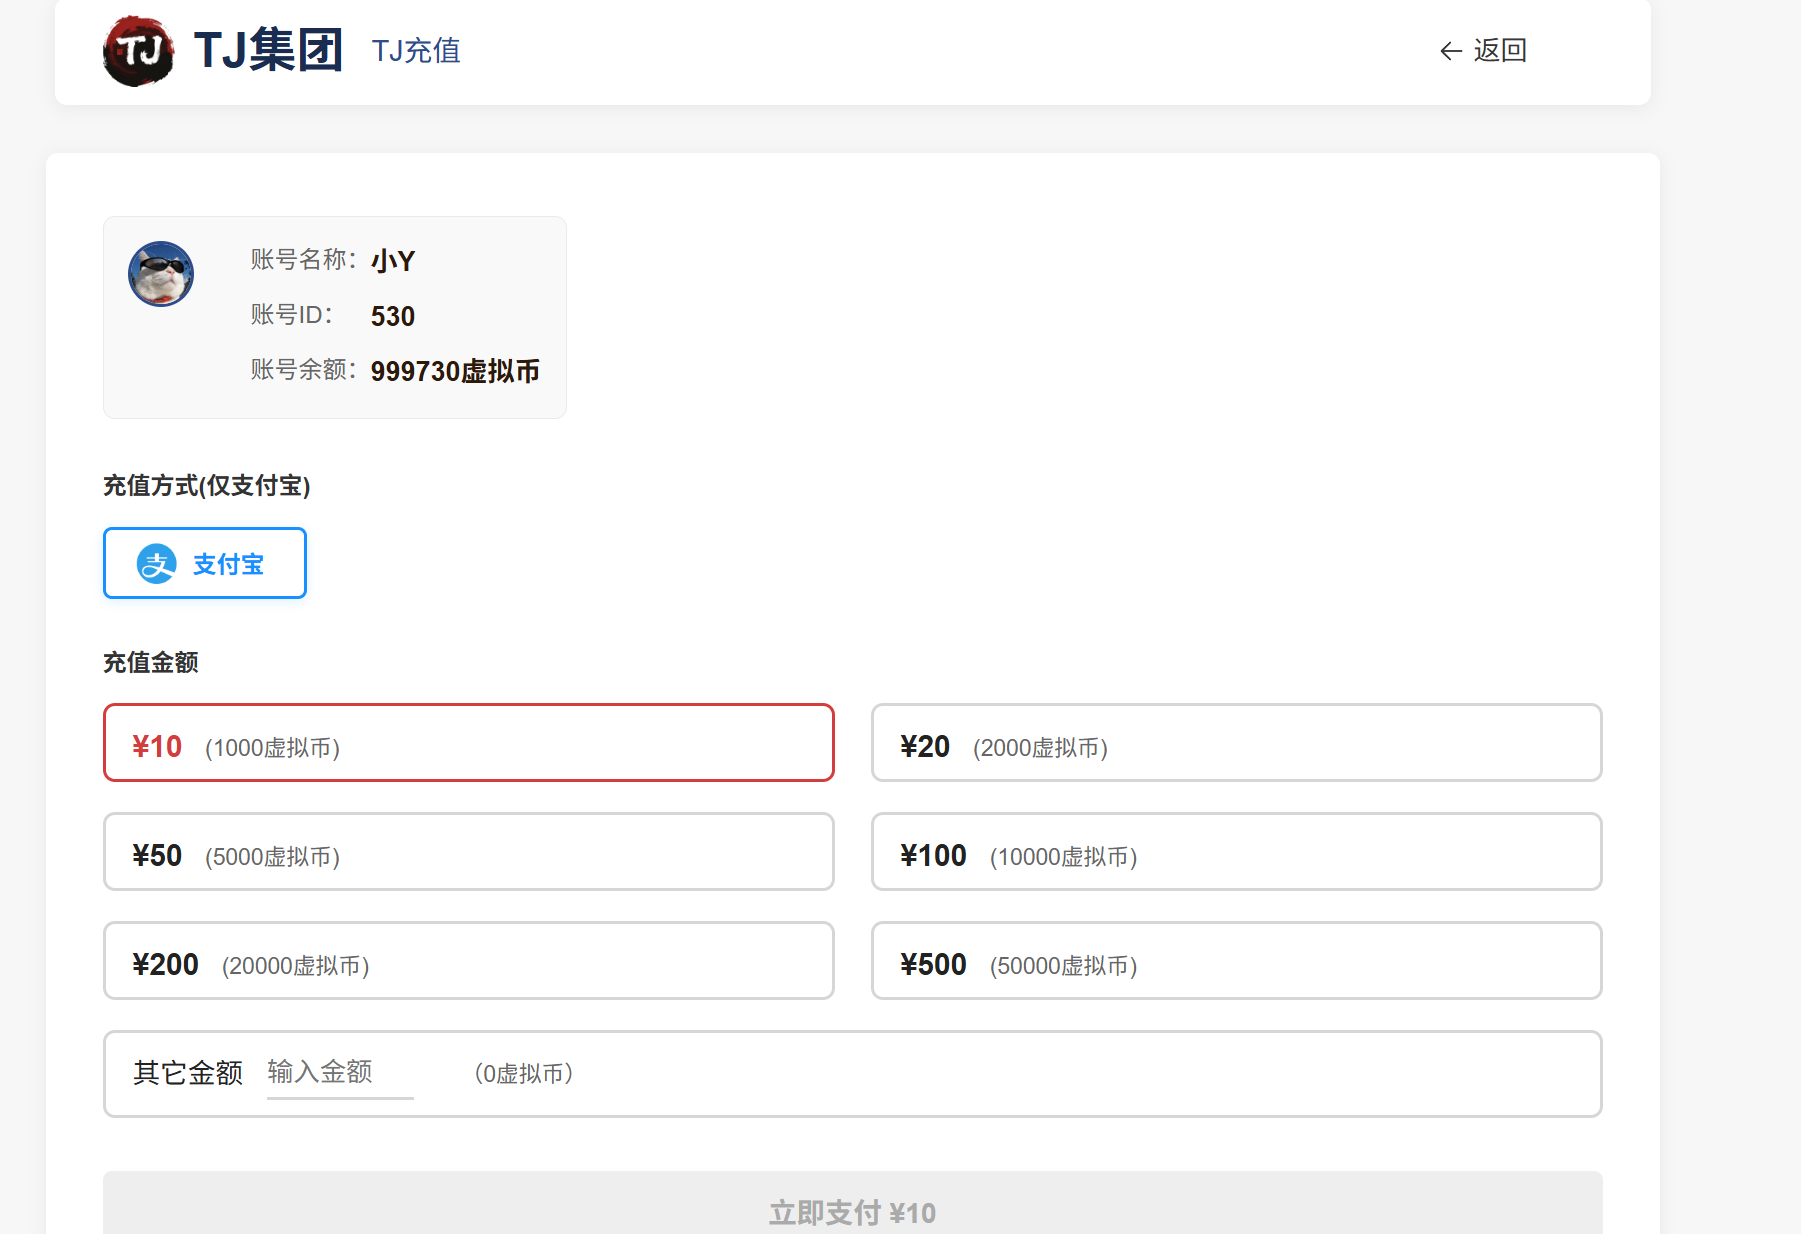 TJ TJ集团 TJ充值 ← 返回
账号名称： 小Y
账号ID： 530
账号余额： 999730虚拟币
充值方式(仅支付宝)
支 支付宝
充值金额
¥10 (1000虚拟币) ¥20 (2000虚拟币)
¥50 (5000虚拟币) ¥100 (10000虚拟币)
¥200 (20000虚拟币) ¥500 (50000虚拟币)
其它金额 输入金额 （0虚拟币）
立即支付 ¥10